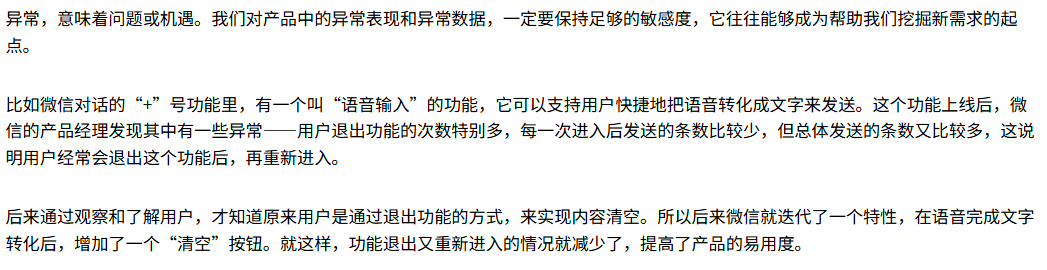 异常，意味着问题或机遇。我们对产品中的异常表现和异常数据，一定要保持足够的敏感度，它往往能够成为帮助我们挖掘新需求的起
点。
比如微信对话的“+”号功能里，有一个叫“语音输入”的功能，它可以支持用户快捷地把语音转化成文字来发送。这个功能上线后，微
信的产品经理发现其中有一些异常——用户退出功能的次数特别多，每一次进入后发送的条数比较少，但总体发送的条数又比较多，这说
明用户经常会退出这个功能后，再重新进入。
后来通过观察和了解用户，才知道原来用户是通过退出功能的方式，来实现内容清空。所以后来微信就迭代了一个特性，在语音完成文字
转化后，增加了一个“清空”按钮。就这样，功能退出又重新进入的情况就减少了，提高了产品的易用度。